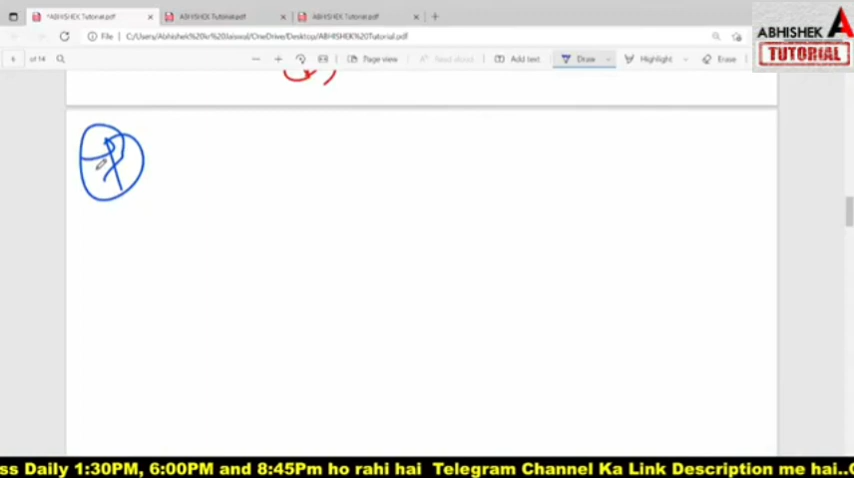 *ABHISHEK Tutorial.pdf
ABHISHEK Tutorial.pdf
ABHISHEK Tutorial.pdf
File
C:/Users/Abhishek%20kr%20Jaiswal/OneDrive/Desktop/ABHISHEK%20Tutorial.pdf
of 14
Page view
Read aloud
Add text
Draw
Highlight
Erase
ABHISHEK A
TUTORIAL
ss Daily 1:30PM, 6:00PM and 8:45Pm ho rahi hai Telegram Channel Ka Link Description me hai..